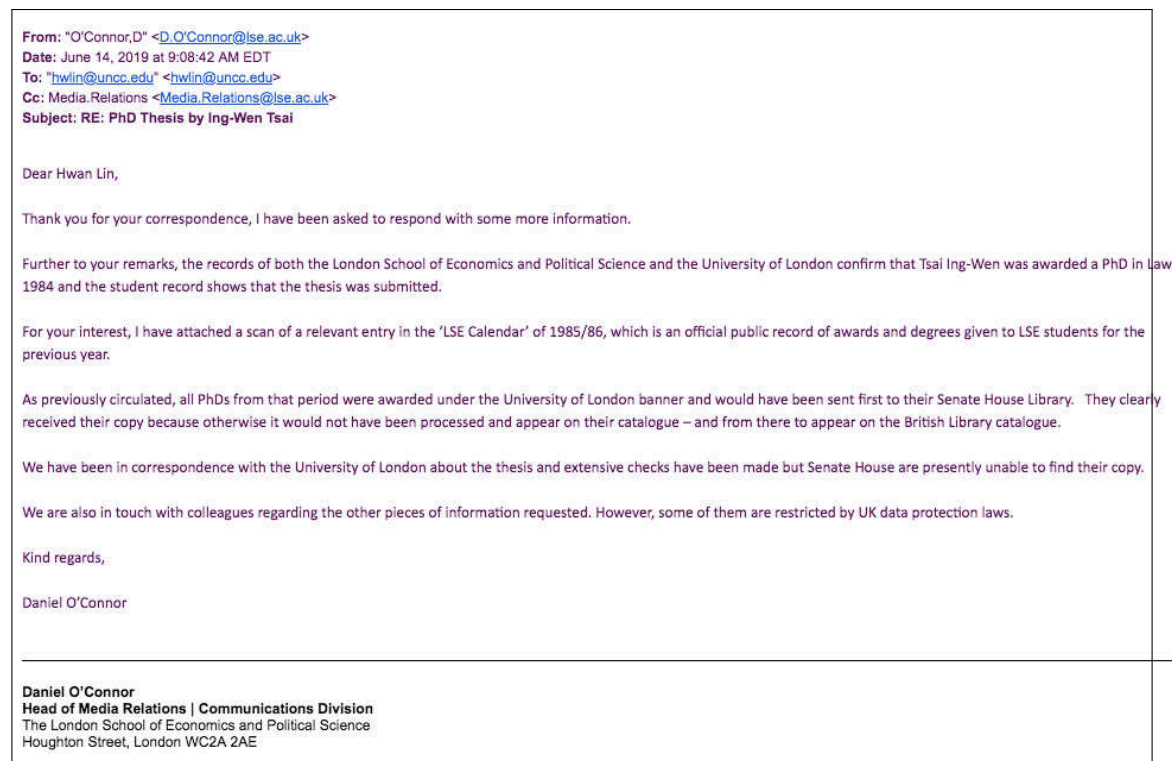 From: "O'Connor,D" <D.O'Connor@lse.ac.uk>
Date: June 14, 2019 at 9:08:42 AM EDT
To: "hwlin@uncc.edu" <hwlin@uncc.edu>
Cc: Media.Relations <Media.Relations@lse.ac.uk>
Subject: RE: PhD Thesis by Ing-Wen Tsai
Dear Hwan Lin,
Thank you for your correspondence, I have been asked to respond with some more information.
Further to your remarks, the records of both the London School of Economics and Political Science and the University of London confirm that Tsai Ing-Wen was awarded a PhD in Law
1984 and the student record shows that the thesis was submitted.
For your interest, I have attached a scan of a relevant entry in the ‘LSE Calendar’ of 1985/86, which is an official public record of awards and degrees given to LSE students for the
previous year.
As previously circulated, all PhDs from that period were awarded under the University of London banner and would have been sent first to their Senate House Library. They clearly
received their copy because otherwise it would not have been processed and appear on their catalogue – and from there to appear on the British Library catalogue.
We have been in correspondence with the University of London about the thesis and extensive checks have been made but Senate House are presently unable to find their copy.
We are also in touch with colleagues regarding the other pieces of information requested. However, some of them are restricted by UK data protection laws.
Kind regards,
Daniel O’Connor
Daniel O'Connor
Head of Media Relations | Communications Division
The London School of Economics and Political Science
Houghton Street, London WC2A 2AE